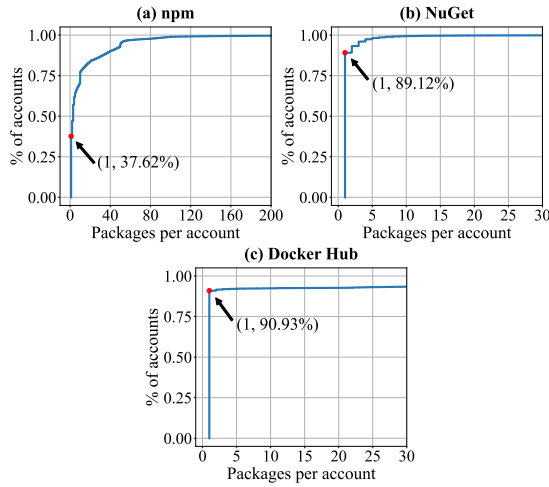 (a) npm
1.00
0.75
0.50
0.25
0.00
% of accounts
(1, 37.62%)
0 40 80 120 160 200
Packages per account
(b) NuGet
1.00
0.75
0.50
0.25
0.00
% of accounts
(1, 89.12%)
0 5 10 15 20 25 30
Packages per account
(c) Docker Hub
1.00
0.75
0.50
0.25
0.00
% of accounts
(1, 90.93%)
0 5 10 15 20 25 30
Packages per account